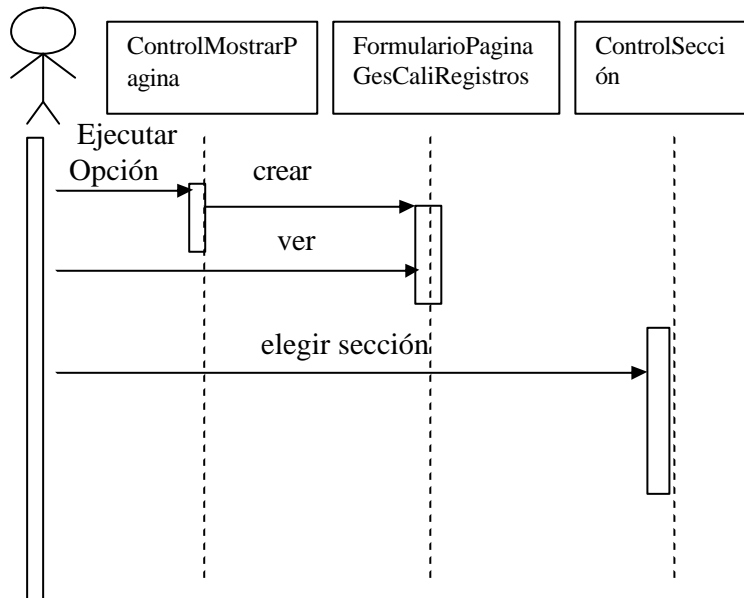 ControlMostrarP
agina
FormularioPagina
GesCaliRegistros
ControlSecci
ón
Ejecutar
Opción
crear
ver
elegir sección